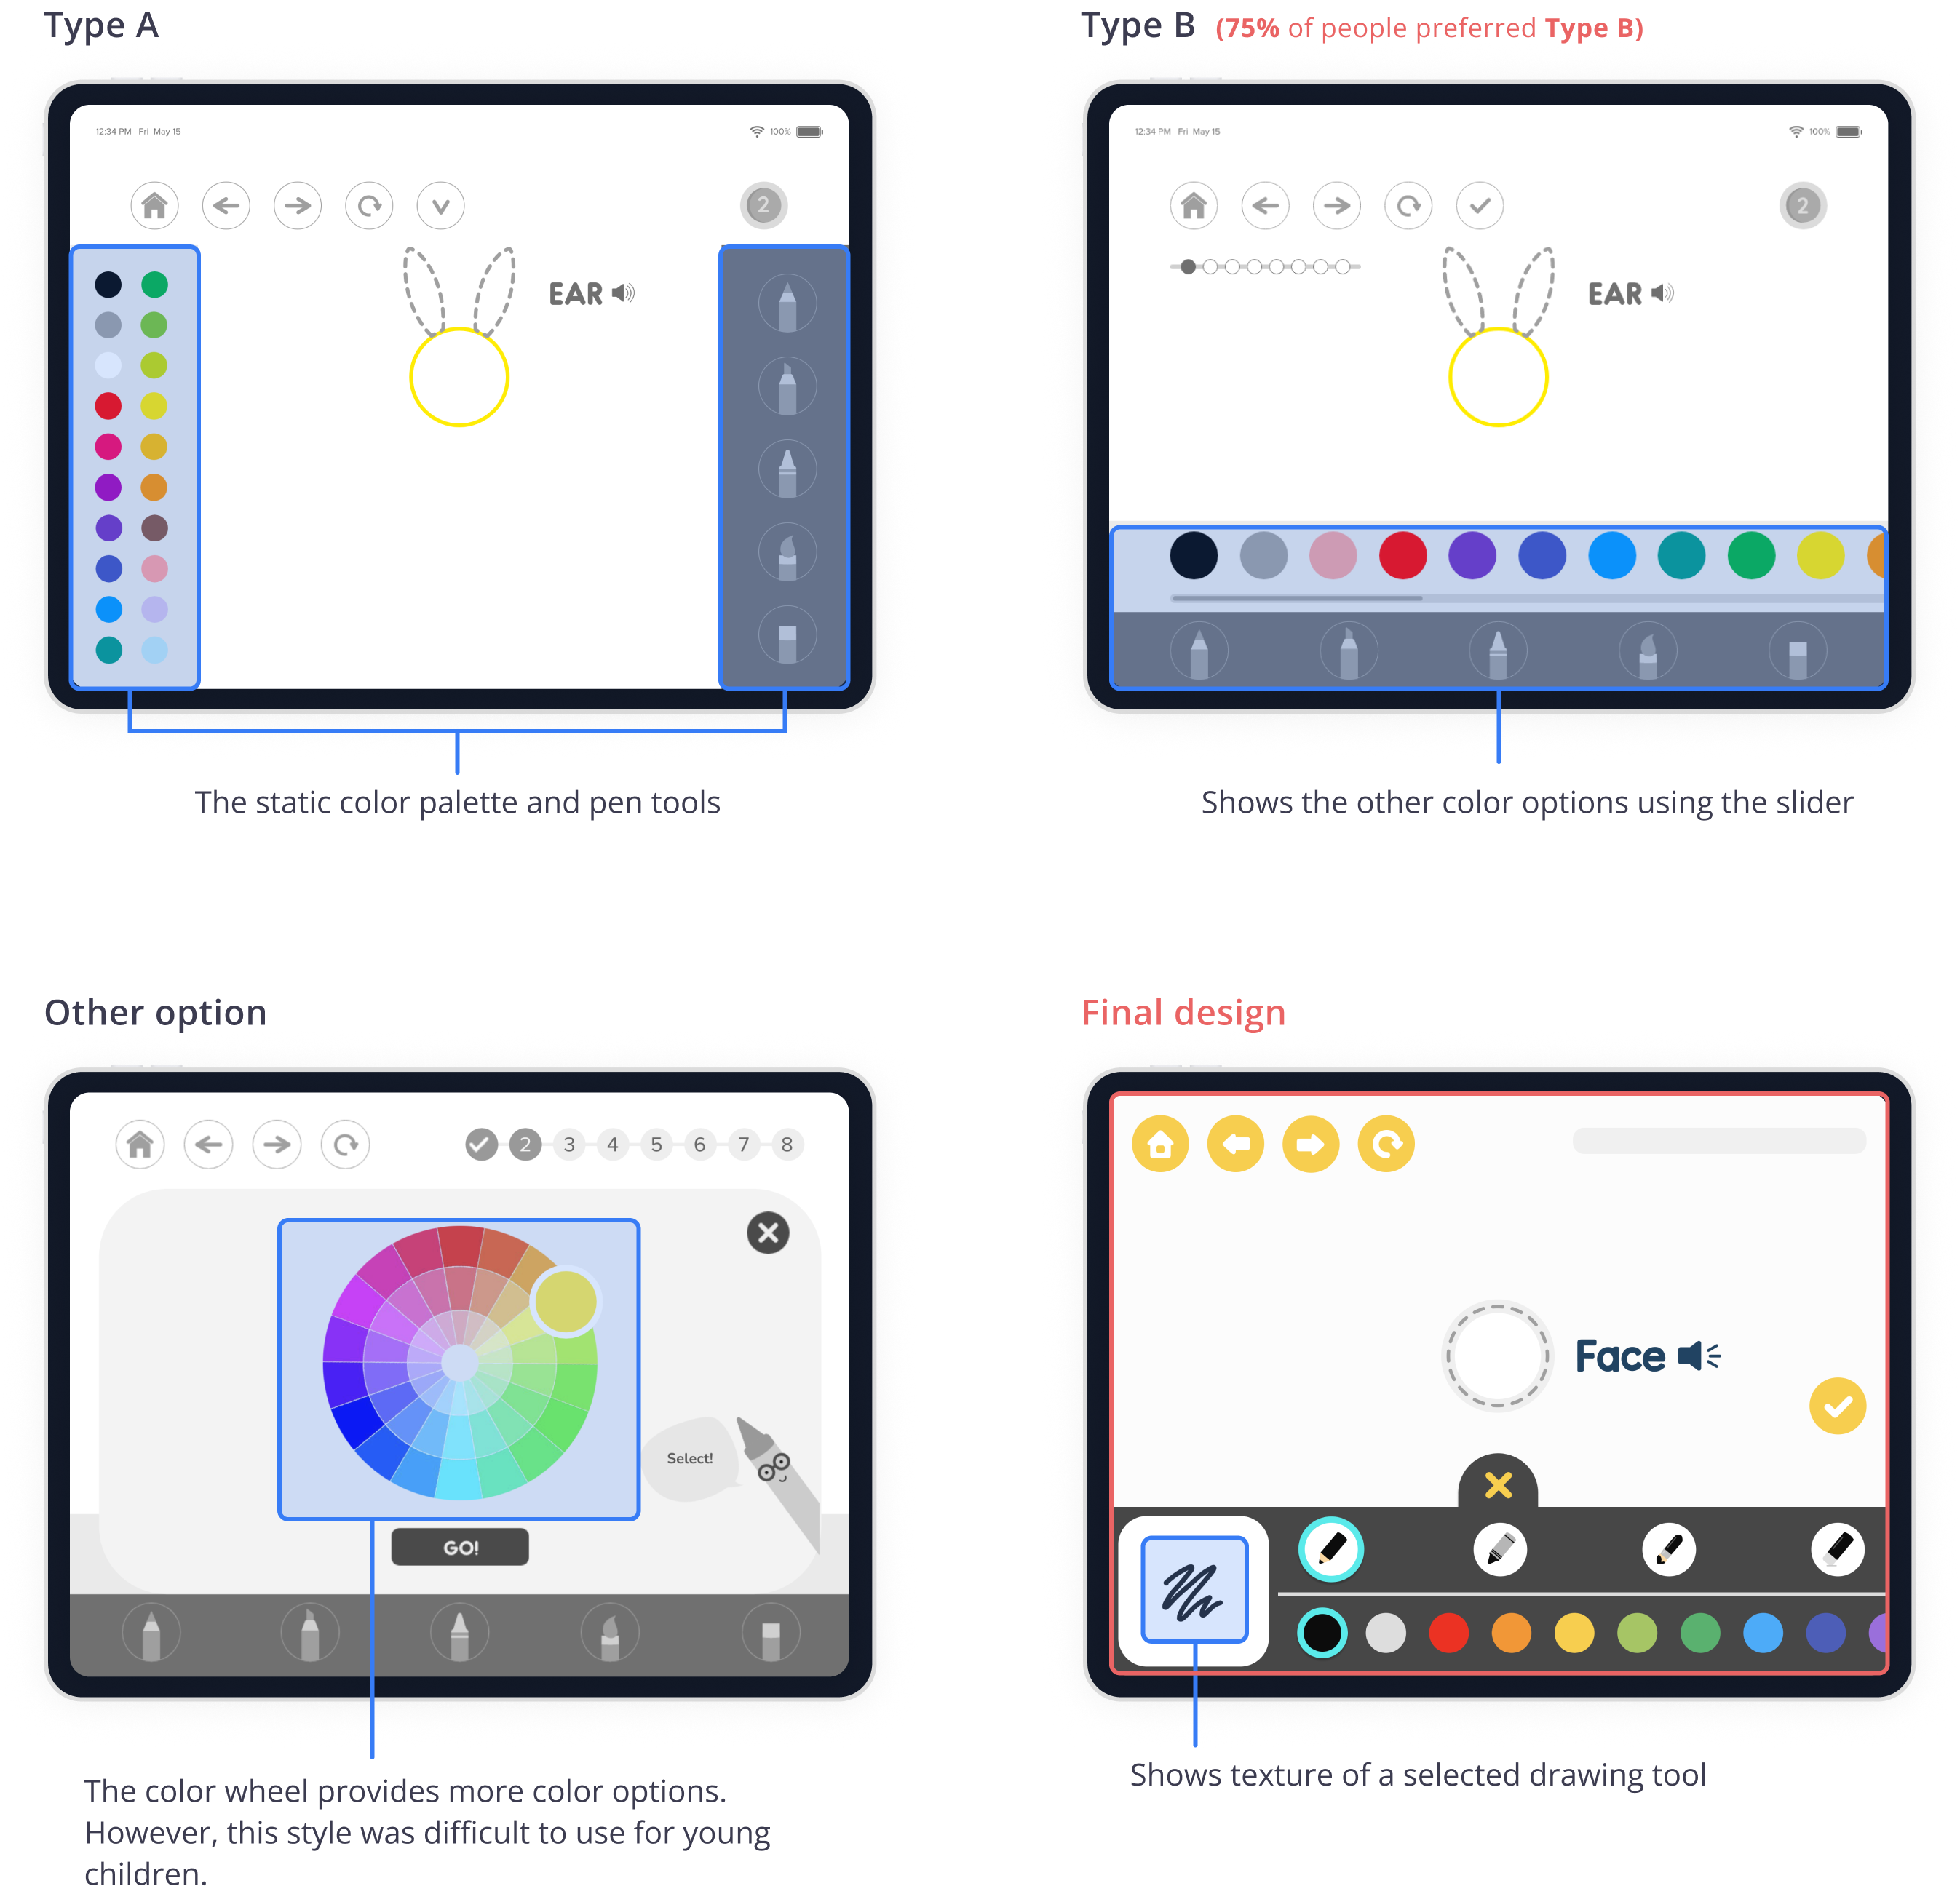 Type A
Type B (75% of people preferred Type B)
12:34 PM Fri May 15
100%
2
EAR
12:34 PM Fri May 15
100%
2
EAR
The static color palette and pen tools
Shows the other color options using the slider
Other option
Final design
2 3 4 5 6 7 8
Select!
GO!
Face
The color wheel provides more color options.
However, this style was difficult to use for young
children.
Shows texture of a selected drawing tool